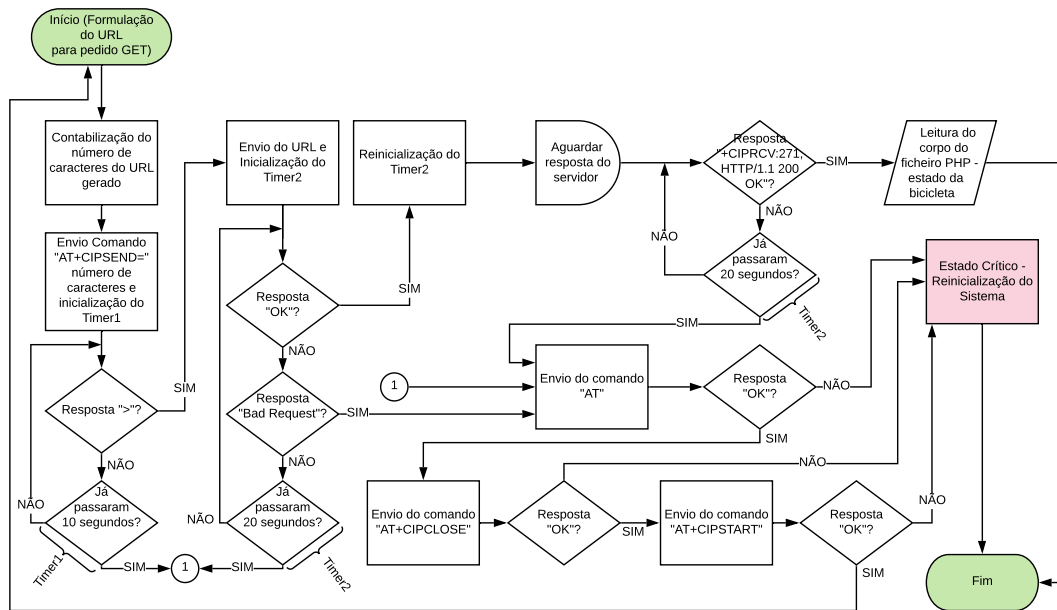 Início (Formulação
do URL
para pedido GET)
Contabilização do
número de
caracteres do URL
gerado
Envio Comando
"AT+CIPSEND="
número de
caracteres e
inicialização do
Timer1
Resposta ">"?
SIM
NÃO
Já
passaram
10 segundos?
NÃO
Timer1
SIM
1
Envio do URL e
Inicialização do
Timer2
Resposta
"OK"?
SIM
NÃO
Resposta
"Bad Request"?
SIM
NÃO
Já
passaram
20 segundos?
NÃO
Timer2
SIM
Reinicialização do
Timer2
Aguardar
resposta do
servidor
Resposta
"+CIPRCV:271,
HTTP/1.1 200
OK"?
SIM
NÃO
Já
passaram
20 segundos?
NÃO
Timer2
SIM
Leitura do
corpo do
ficheiro PHP -
estado da
bicicleta
1
Envio do comando
"AT"
Resposta
"OK"?
NÃO
SIM
Estado Crítico -
Reinicialização do
Sistema
Envio do comando
"AT+CIPCLOSE"
Resposta
"OK"?
NÃO
SIM
Envio do comando
"AT+CIPSTART"
Resposta
"OK"?
NÃO
SIM
Fim